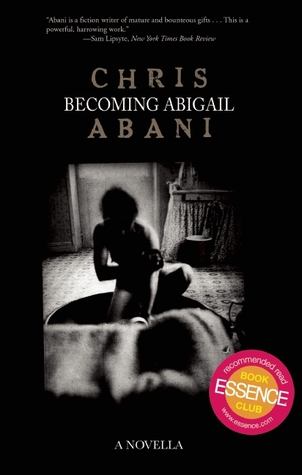 "Abani is a fiction writer of mature and bounteous gifts . . . This is a
powerful, harrowing work."
—Sam Lipsyte, New York Times Book Review
CHRIS
BECOMING ABIGAIL
ABANI
recommended read
BOOK
ESSENCE
CLUB
www.essence.com
A NOVELLA